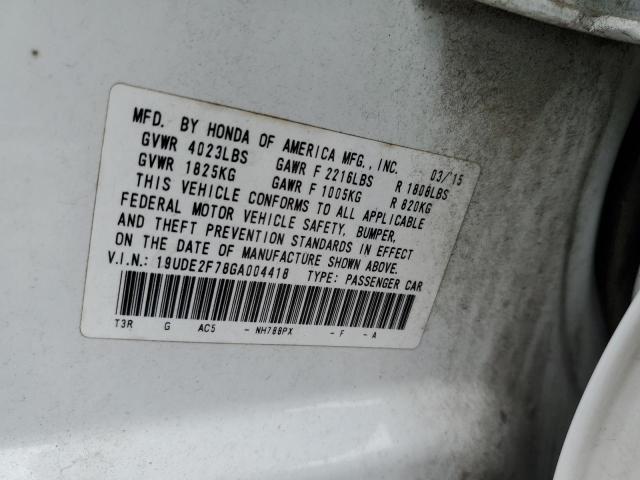 MFD. BY HONDA OF AMERICA MFG., INC. 03/15
GVWR 4023LBS GAWR F 2216LBS R 1808LBS
GVWR 1825KG GAWR F 1005KG R 820KG
THIS VEHICLE CONFORMS TO ALL APPLICABLE
FEDERAL MOTOR VEHICLE SAFETY, BUMPER,
AND THEFT PREVENTION STANDARDS IN EFFECT
ON THE DATE OF MANUFACTURE SHOWN ABOVE.
V.I.N.: 19UDE2F78GA004418 TYPE: PASSENGER CAR
T3R G AC5 - NH788PX - F - A